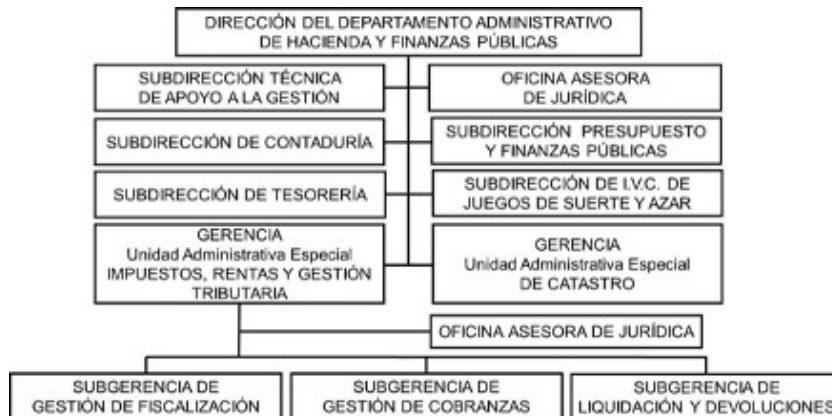 DIRECCIÓN DEL DEPARTAMENTO ADMINISTRATIVO
DE HACIENDA Y FINANZAS PÚBLICAS
SUBDIRECCIÓN TÉCNICA
DE APOYO A LA GESTIÓN
OFICINA ASESORA
DE JURÍDICA
SUBDIRECCIÓN DE CONTADURÍA
SUBDIRECCIÓN PRESUPUESTO
Y FINANZAS PÚBLICAS
SUBDIRECCIÓN DE TESORERÍA
SUBDIRECCIÓN DE I.V.C. DE
JUEGOS DE SUERTE Y AZAR
GERENCIA
Unidad Administrativa Especial
IMPUESTOS, RENTAS Y GESTIÓN
TRIBUTARIA
GERENCIA
Unidad Administrativa Especial
DE CATASTRO
OFICINA ASESORA DE JURÍDICA
SUBGERENCIA DE
GESTIÓN DE FISCALIZACIÓN
SUBGERENCIA DE
GESTIÓN DE COBRANZAS
SUBGERENCIA DE
LIQUIDACIÓN Y DEVOLUCIONES